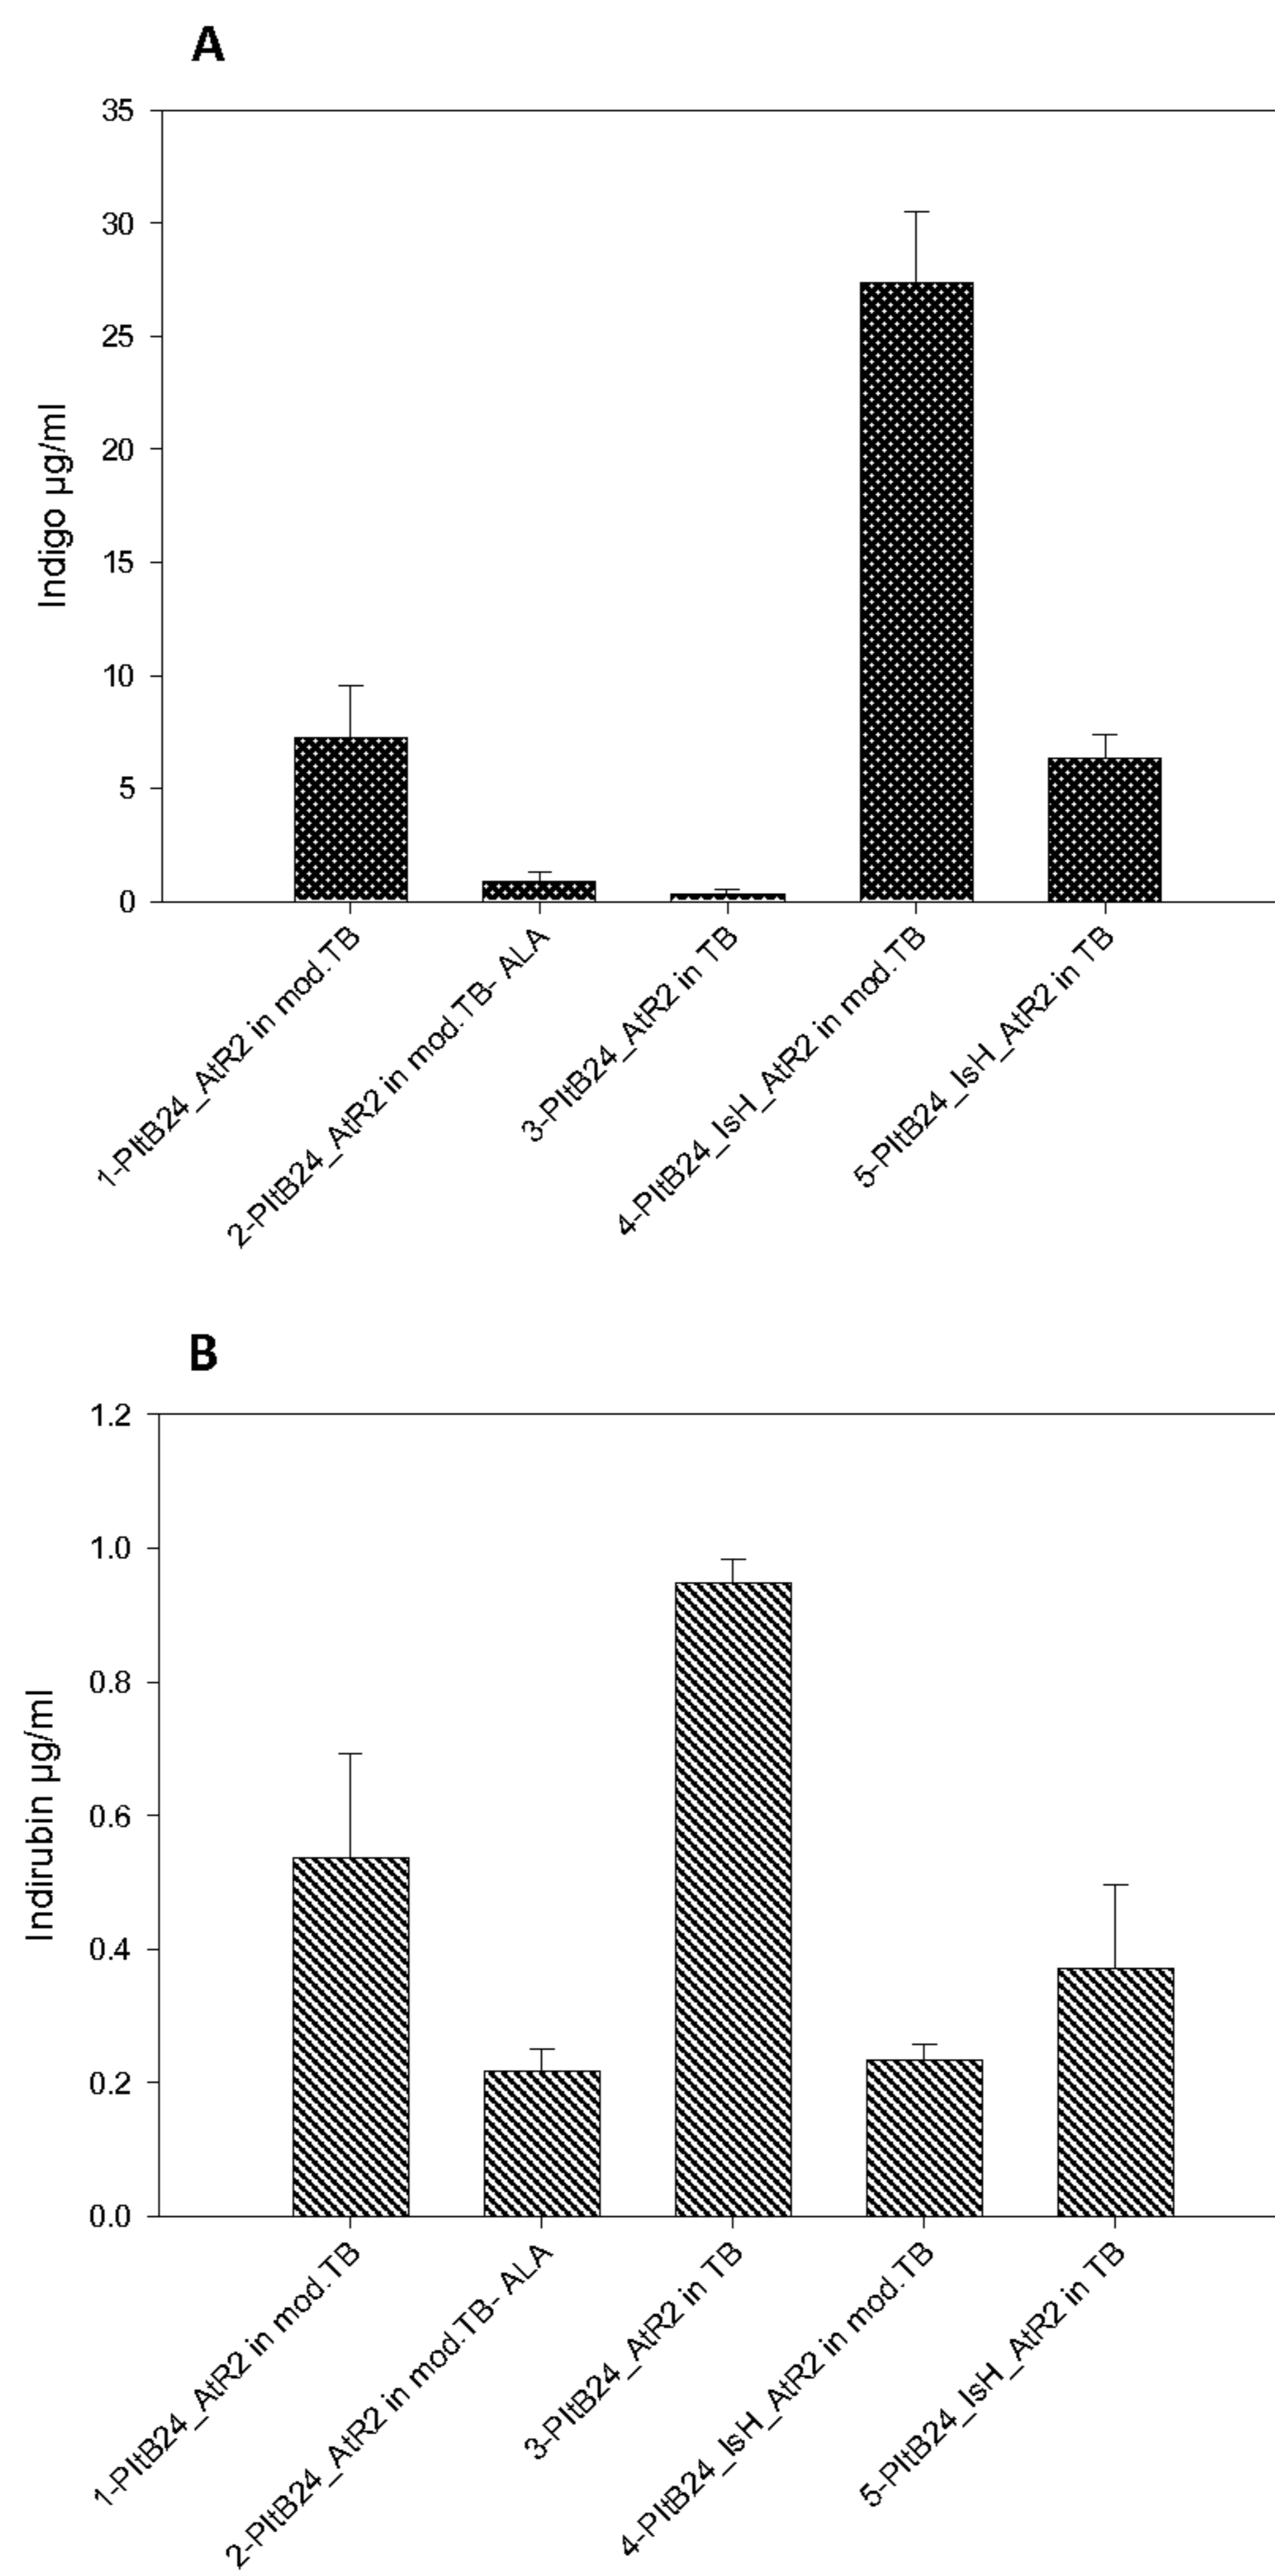 A
35
30
25
20
15
10
5
0
Indigo µg/ml
1-PItB24_AtR2 in mod.TB
2-PItB24_AtR2 in mod.TB- ALA
3-PItB24_AtR2 in TB
4-PItB24_IsH_AtR2 in mod.TB
5-PItB24_IsH_AtR2 in TB
B
1.2
1.0
0.8
0.6
0.4
0.2
0.0
Indirubin µg/ml
1-PItB24_AtR2 in mod.TB
2-PItB24_AtR2 in mod.TB- ALA
3-PItB24_AtR2 in TB
4-PItB24_IsH_AtR2 in mod.TB
5-PItB24_IsH_AtR2 in TB